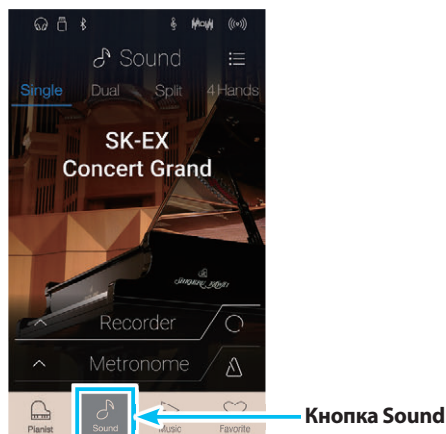 Sound
Single Dual Split 4 Hands
SK-EX
Concert Grand
Recorder
Metronome
Pianist Sound Music Favorite
Кнопка Sound